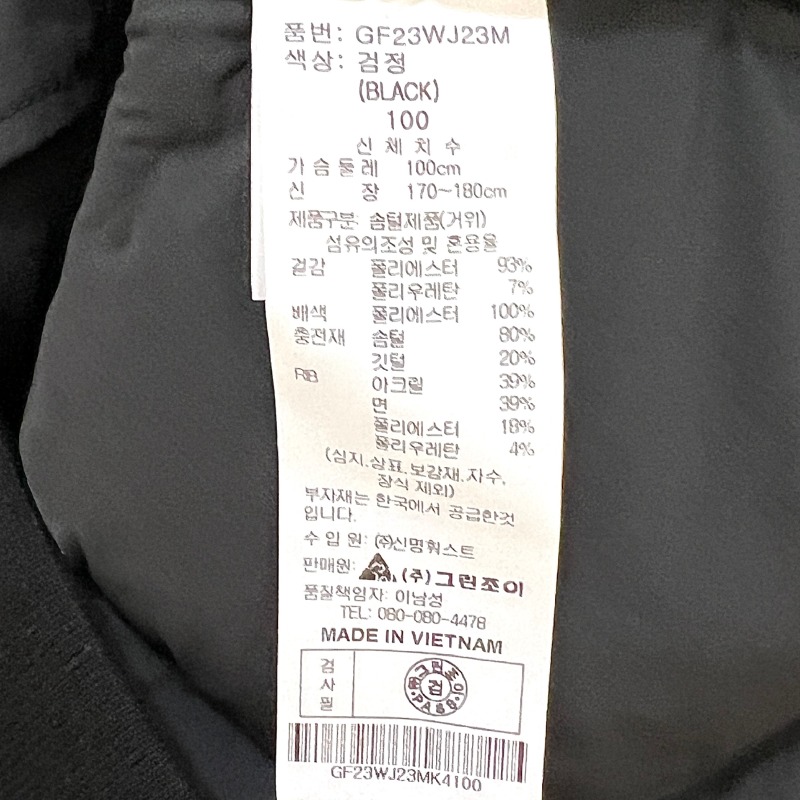 품번: GF23WJ23M
색상: 검정
(BLACK)
100
신 체 치 수
가 슴 둘 레 100cm
신 장 170~180cm
제품구분: 솜털제품(거위)
섬유의조성 및 혼용율
겉감 폴리에스터 93%
폴리우레탄 7%
배색 폴리에스터 100%
충전재 솜털 80%
깃털 20%
RIB 아크릴 39%
면 39%
폴리에스터 18%
폴리우레탄 4%
(심지.상표.보강재.자수.
장식 제외)
부자재는 한국에서 공급한것
입니다.
수 입 원: (주)신명훠스트
판매원: (주)그린조이
품질책임자: 이남성
TEL: 080-080-4478
MADE IN VIETNAM
검
사
필
㈜그린조이
검
PASS
GF23WJ23MK4100